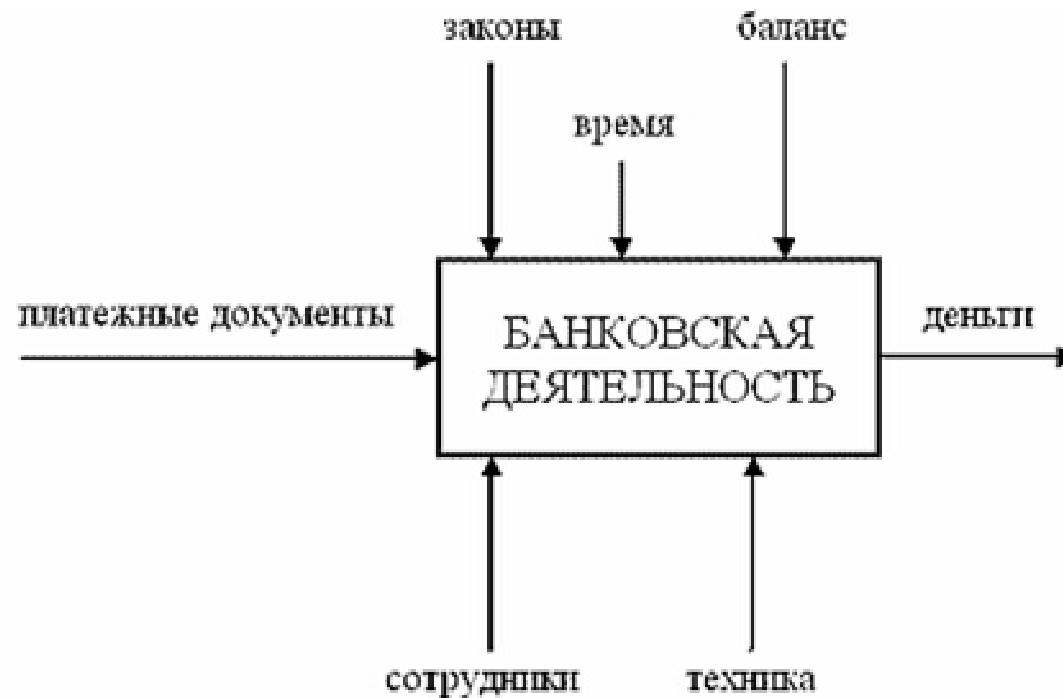 законы
баланс
время
платежные документы
БАНКОВСКАЯ
ДЕЯТЕЛЬНОСТЬ
деньги
сотрудники
техника